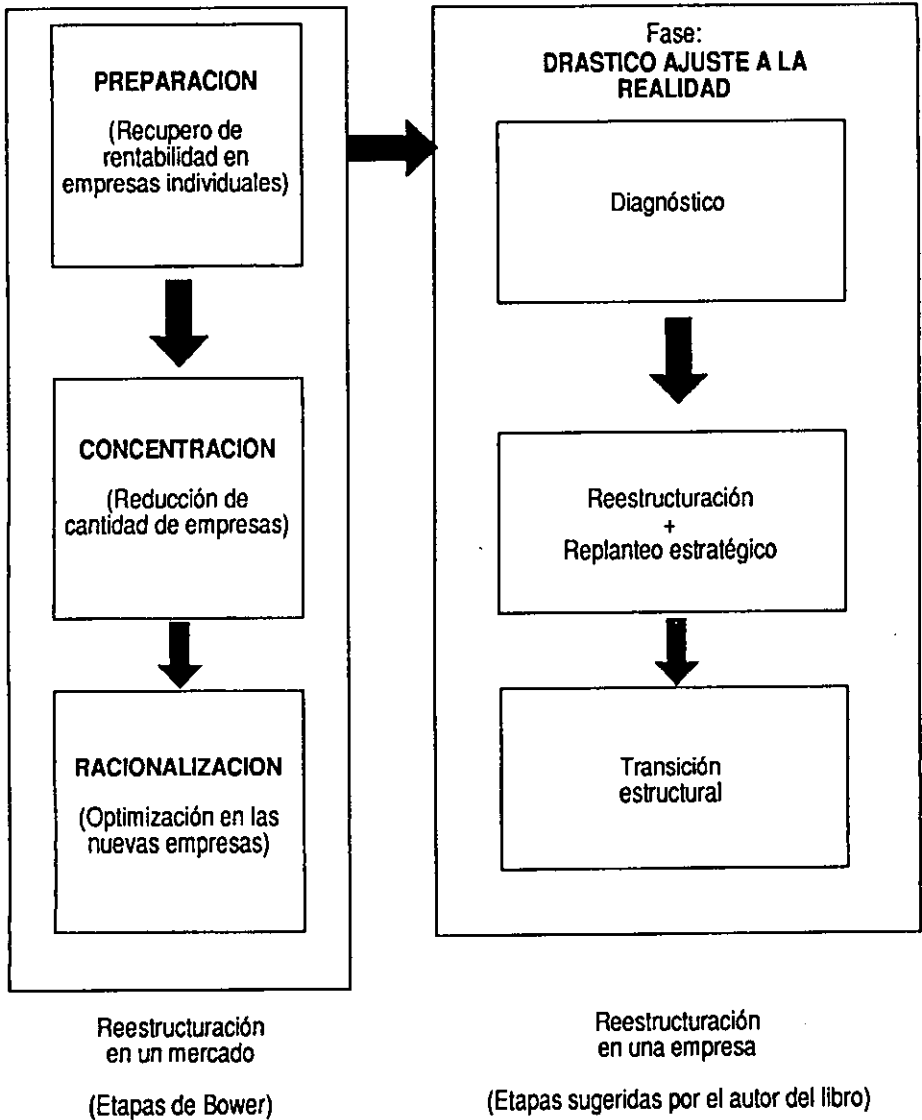 PREPARACION
(Recupero de
rentabilidad en
empresas individuales)
CONCENTRACION
(Reducción de
cantidad de empresas)
RACIONALIZACION
(Optimización en las
nuevas empresas)
Reestructuración
en un mercado
(Etapas de Bower)
Fase:
DRASTICO AJUSTE A LA
REALIDAD
Diagnóstico
Reestructuración
+
Replanteo estratégico
Transición
estructural
Reestructuración
en una empresa
(Etapas sugeridas por el autor del libro)